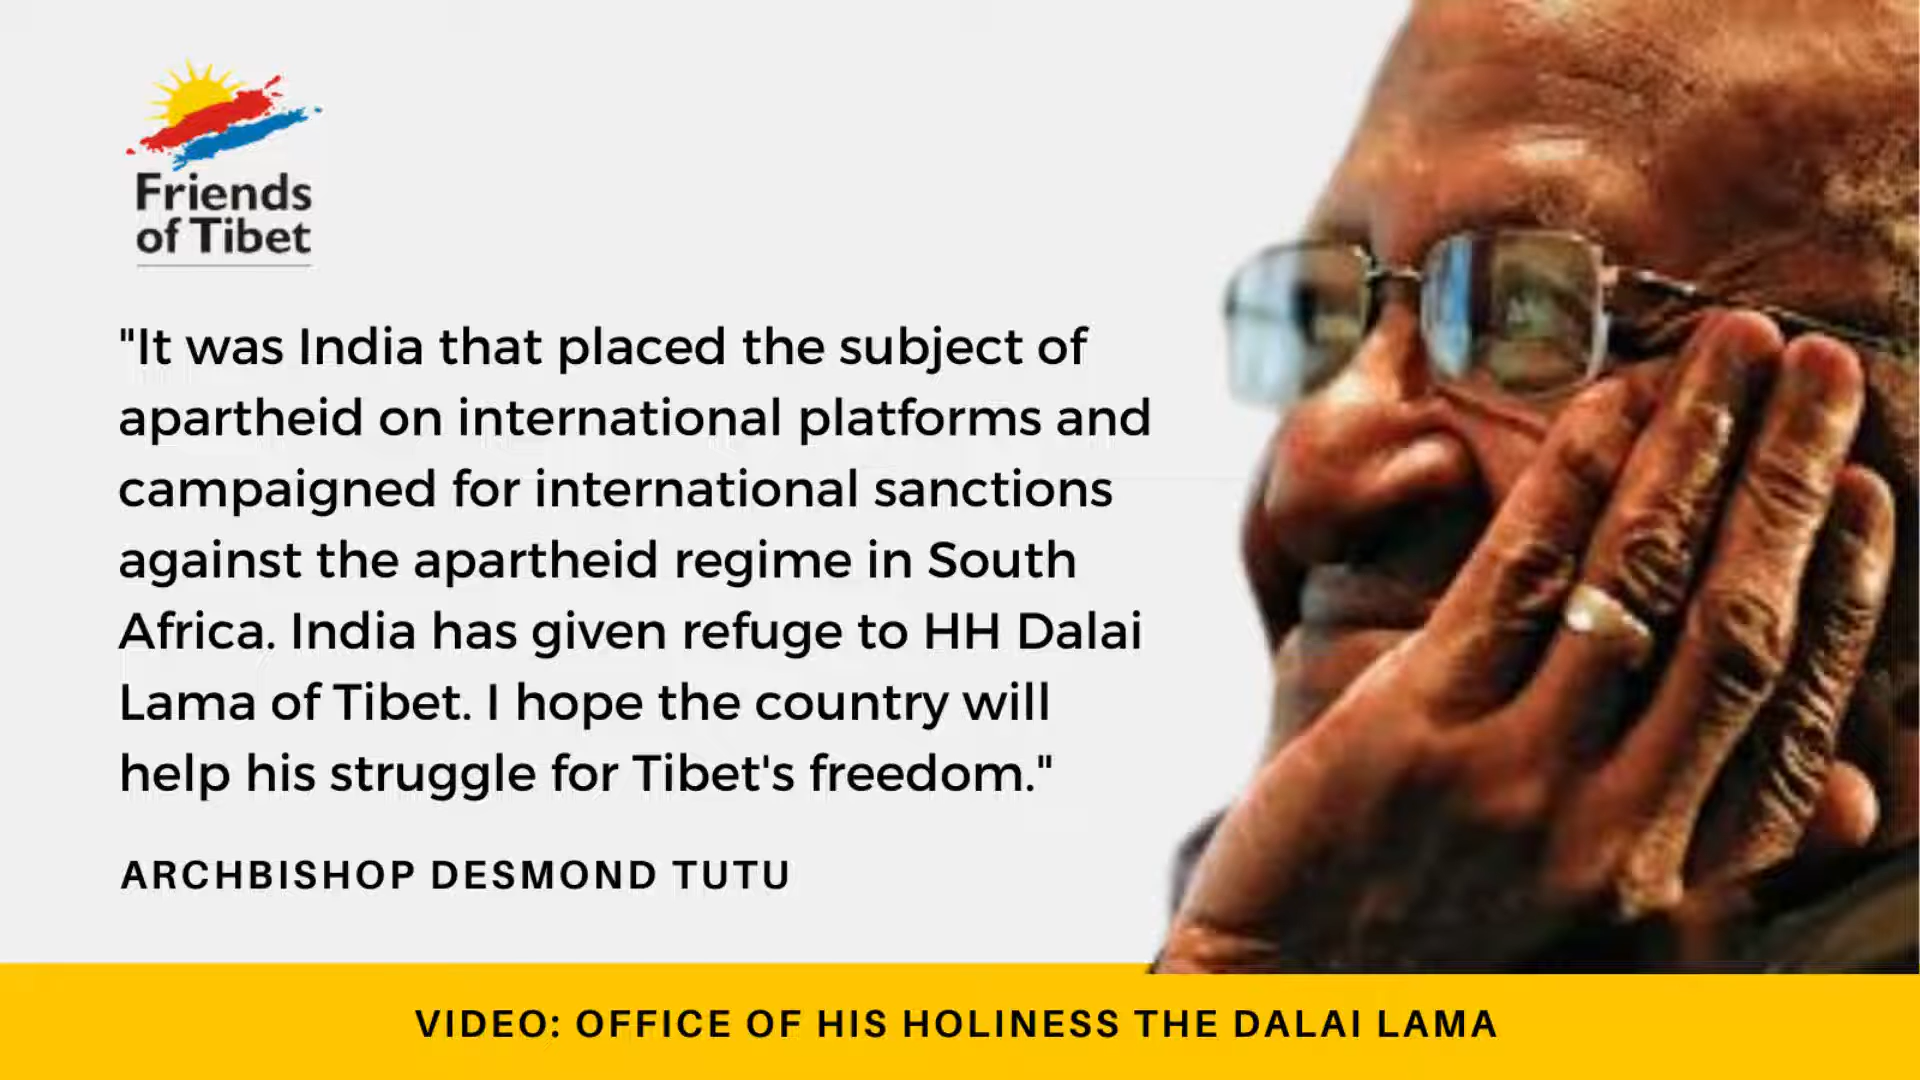 Friends
of Tibet
"It was India that placed the subject of
apartheid on international platforms and
campaigned for international sanctions
against the apartheid regime in South
Africa. India has given refuge to HH Dalai
Lama of Tibet. I hope the country will
help his struggle for Tibet's freedom."
ARCHBISHOP DESMOND TUTU
VIDEO: OFFICE OF HIS HOLINESS THE DALAI LAMA